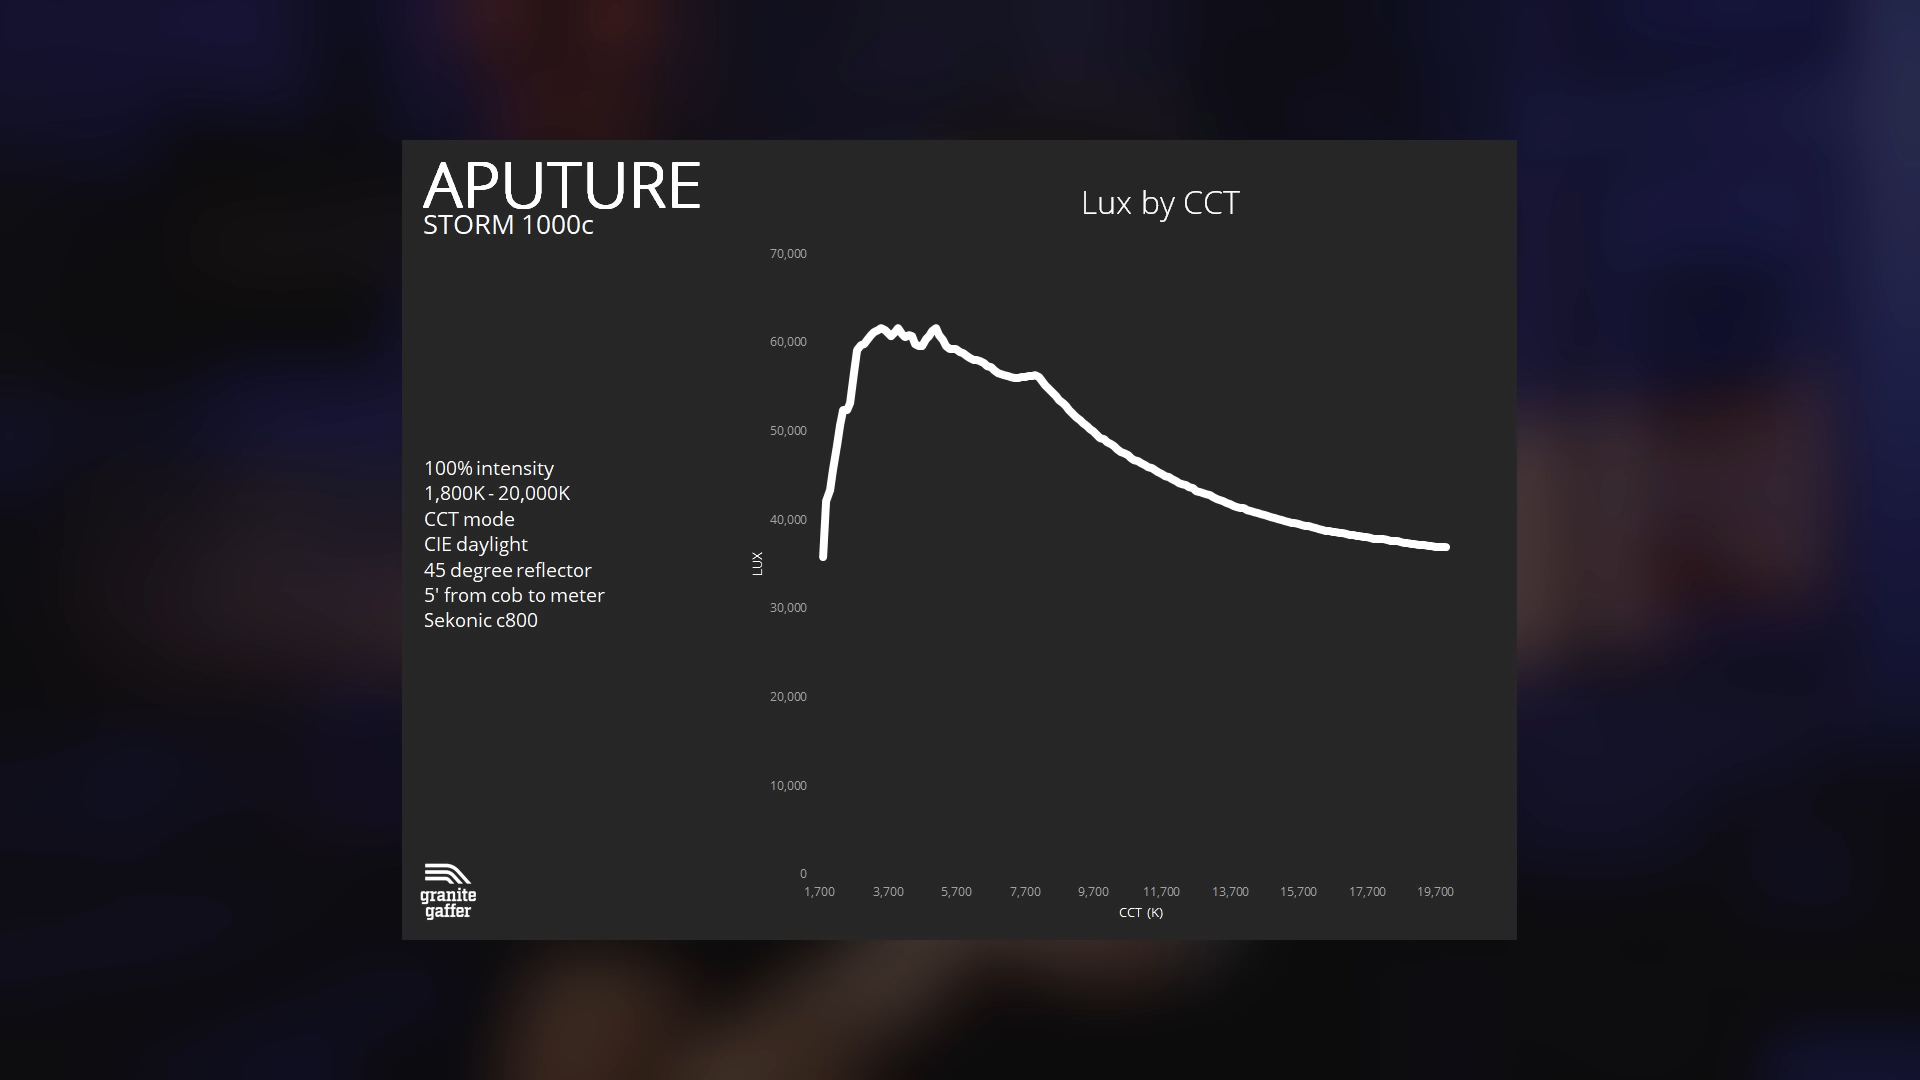 APUTURE
STORM 1000c
Lux by CCT
100% intensity
1,800K - 20,000K
CCT mode
CIE daylight
45 degree reflector
5' from cob to meter
Sekonic c800
LUX
70,000
60,000
50,000
40,000
30,000
20,000
10,000
0
1,700 3,700 5,700 7,700 9,700 11,700 13,700 15,700 17,700 19,700
CCT (K)
granite
gaffer